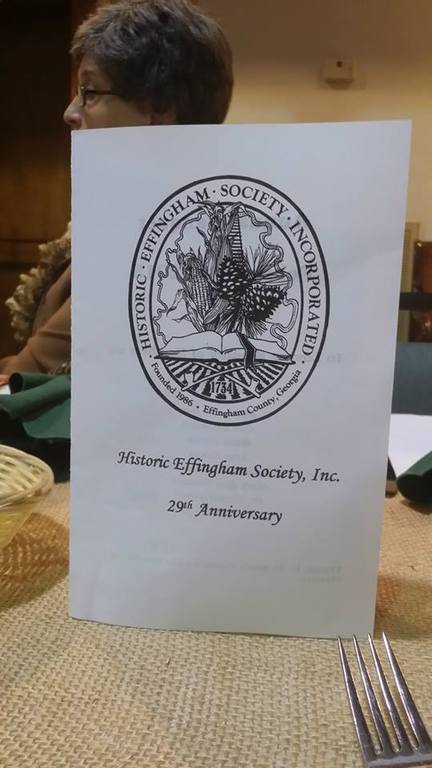 HISTORIC · EFFINGHAM · SOCIETY · INCORPORATED
1734
· Founded 1986 · Effingham County, Georgia ·
Historic Effingham Society, Inc.
29th Anniversary